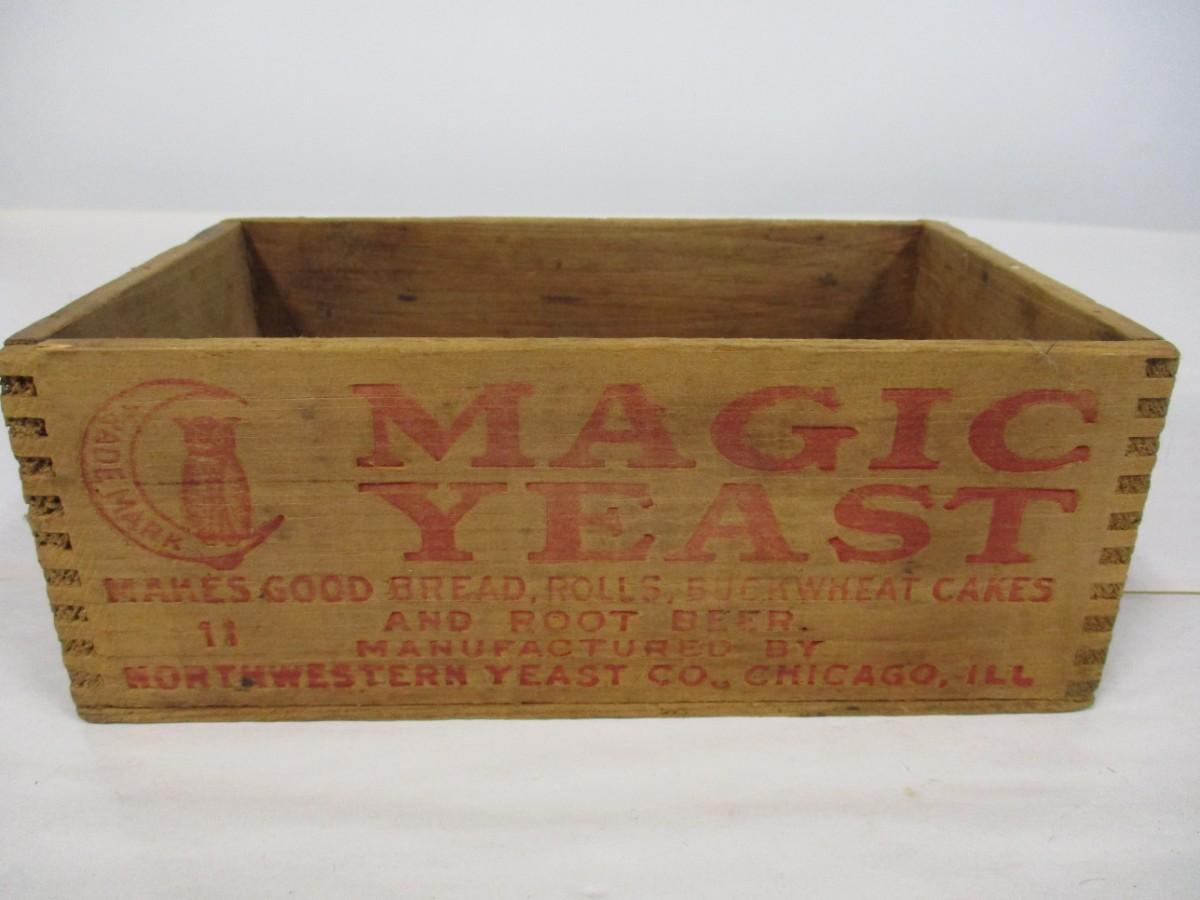 TRADE MARK
MAGIC
YEAST
MAKES GOOD BREAD, ROLLS, BUCKWHEAT CAKES
AND ROOT BEER.
11
MANUFACTURED BY
NORTHWESTERN YEAST CO., CHICAGO, ILL